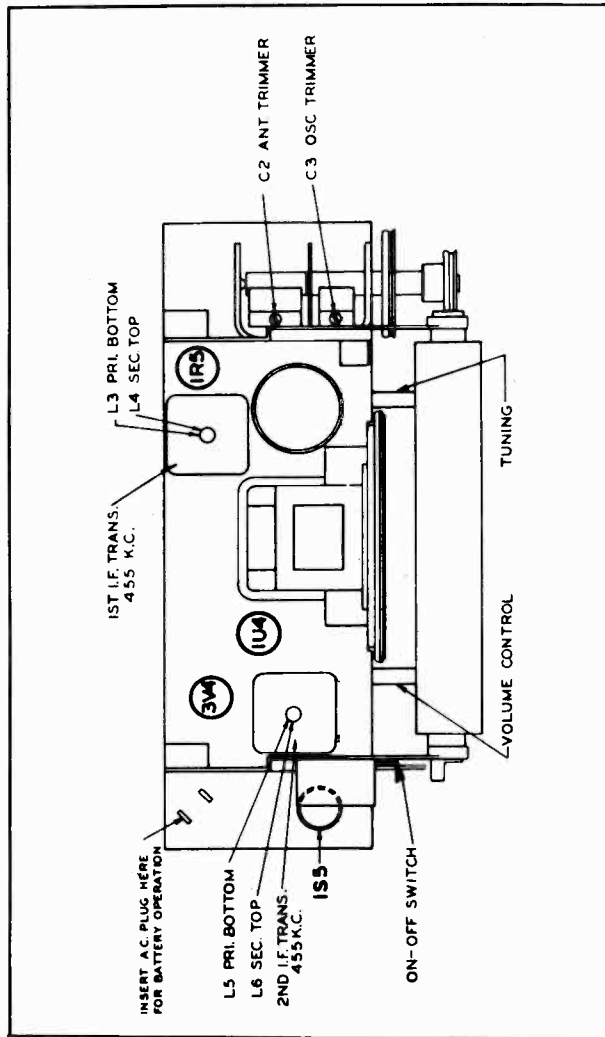 INSERT A.C. PLUG HERE
FOR BATTERY OPERATION
1ST I.F. TRANS.
455 K.C.
L3 PRI. BOTTOM
L4 SEC. TOP
C2 ANT TRIMMER
C3 OSC TRIMMER
3V4
1U4
1R5
L5 PRI. BOTTOM
L6 SEC. TOP
2ND I.F. TRANS.
455 K.C.
1S5
ON-OFF SWITCH
VOLUME CONTROL
TUNING